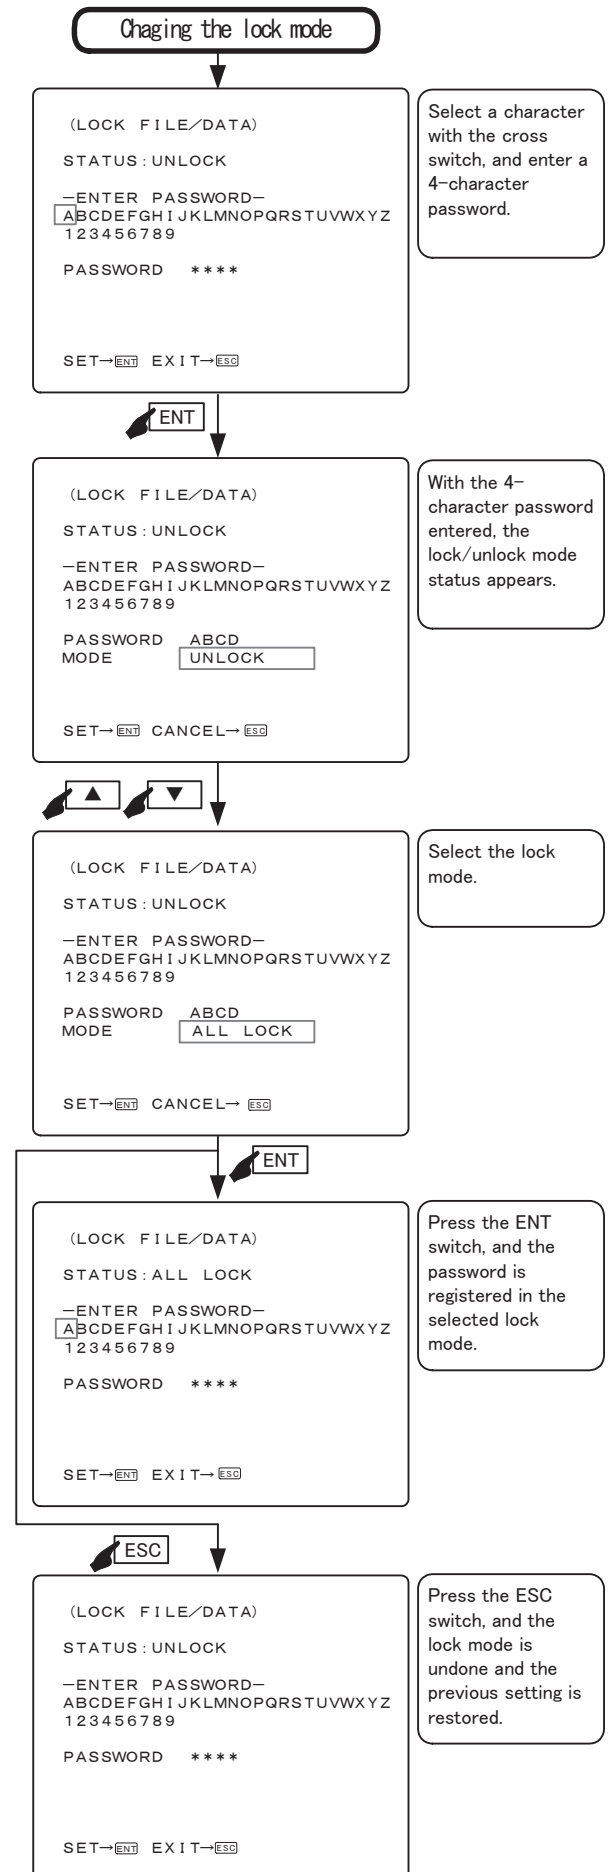 Chaging the lock mode
(LOCK FILE/DATA)
STATUS:UNLOCK
−ENTER PASSWORD−
ABCDEFGHIJKLMNOPQRSTUVWXYZ
123456789
PASSWORD ****
SET→ENT EXIT→ESC
Select a character
with the cross
switch, and enter a
4-character
password.
ENT
(LOCK FILE/DATA)
STATUS:UNLOCK
−ENTER PASSWORD−
ABCDEFGHIJKLMNOPQRSTUVWXYZ
123456789
PASSWORD ABCD
MODE UNLOCK
SET→ENT CANCEL→ESC
With the 4-
character password
entered, the
lock/unlock mode
status appears.
▲ ▼
(LOCK FILE/DATA)
STATUS:UNLOCK
−ENTER PASSWORD−
ABCDEFGHIJKLMNOPQRSTUVWXYZ
123456789
PASSWORD ABCD
MODE ALL LOCK
SET→ENT CANCEL→ ESC
Select the lock
mode.
ENT
(LOCK FILE/DATA)
STATUS:ALL LOCK
−ENTER PASSWORD−
ABCDEFGHIJKLMNOPQRSTUVWXYZ
123456789
PASSWORD ****
SET→ENT EXIT→ESC
Press the ENT
switch, and the
password is
registered in the
selected lock
mode.
ESC
(LOCK FILE/DATA)
STATUS:UNLOCK
−ENTER PASSWORD−
ABCDEFGHIJKLMNOPQRSTUVWXYZ
123456789
PASSWORD ****
SET→ENT EXIT→ESC
Press the ESC
switch, and the
lock mode is
undone and the
previous setting is
restored.